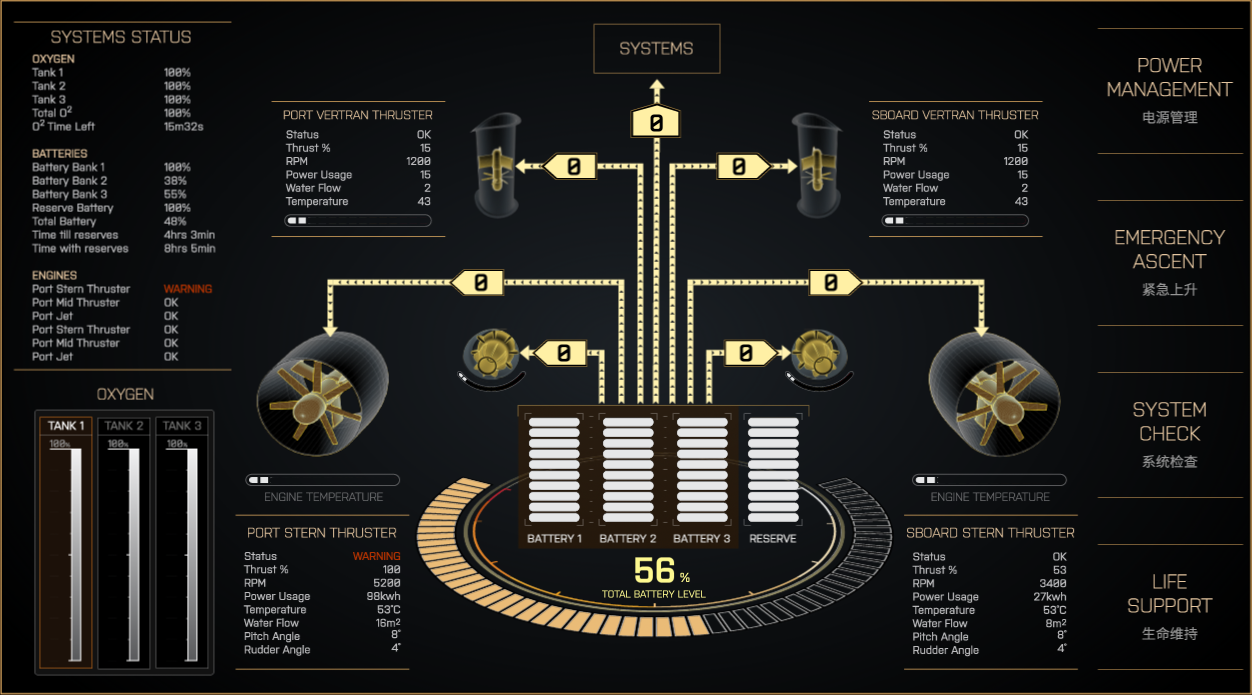 SYSTEMS STATUS
OXYGEN
Tank 1 100%
Tank 2 100%
Tank 3 100%
Total O² 100%
O² Time Left 15m32s
BATTERIES
Battery Bank 1 100%
Battery Bank 2 38%
Battery Bank 3 55%
Reserve Battery 100%
Total Battery 48%
Time till reserves 4hrs 3min
Time with reserves 8hrs 5min
ENGINES
Port Stern Thruster WARNING
Port Mid Thruster OK
Port Jet OK
Port Stern Thruster OK
Port Mid Thruster OK
Port Jet OK
OXYGEN
TANK 1 TANK 2 TANK 3
100% 100% 100%
SYSTEMS
0
PORT VERTRAN THRUSTER
Status OK
Thrust % 15
RPM 1200
Power Usage 15
Water Flow 2
Temperature 43
0 0
SBOARD VERTRAN THRUSTER
Status OK
Thrust % 15
RPM 1200
Power Usage 15
Water Flow 2
Temperature 43
0 0
0 0
ENGINE TEMPERATURE
PORT STERN THRUSTER
Status WARNING
Thrust % 100
RPM 5200
Power Usage 98kwh
Temperature 53°C
Water Flow 16m²
Pitch Angle 8°
Rudder Angle 4°
BATTERY 1 BATTERY 2 BATTERY 3 RESERVE
56 %
TOTAL BATTERY LEVEL
ENGINE TEMPERATURE
SBOARD STERN THRUSTER
Status OK
Thrust % 53
RPM 3400
Power Usage 27kwh
Temperature 53°C
Water Flow 8m²
Pitch Angle 8°
Rudder Angle 4°
POWER
MANAGEMENT
电源管理
EMERGENCY
ASCENT
紧急上升
SYSTEM
CHECK
系统检查
LIFE
SUPPORT
生命维持